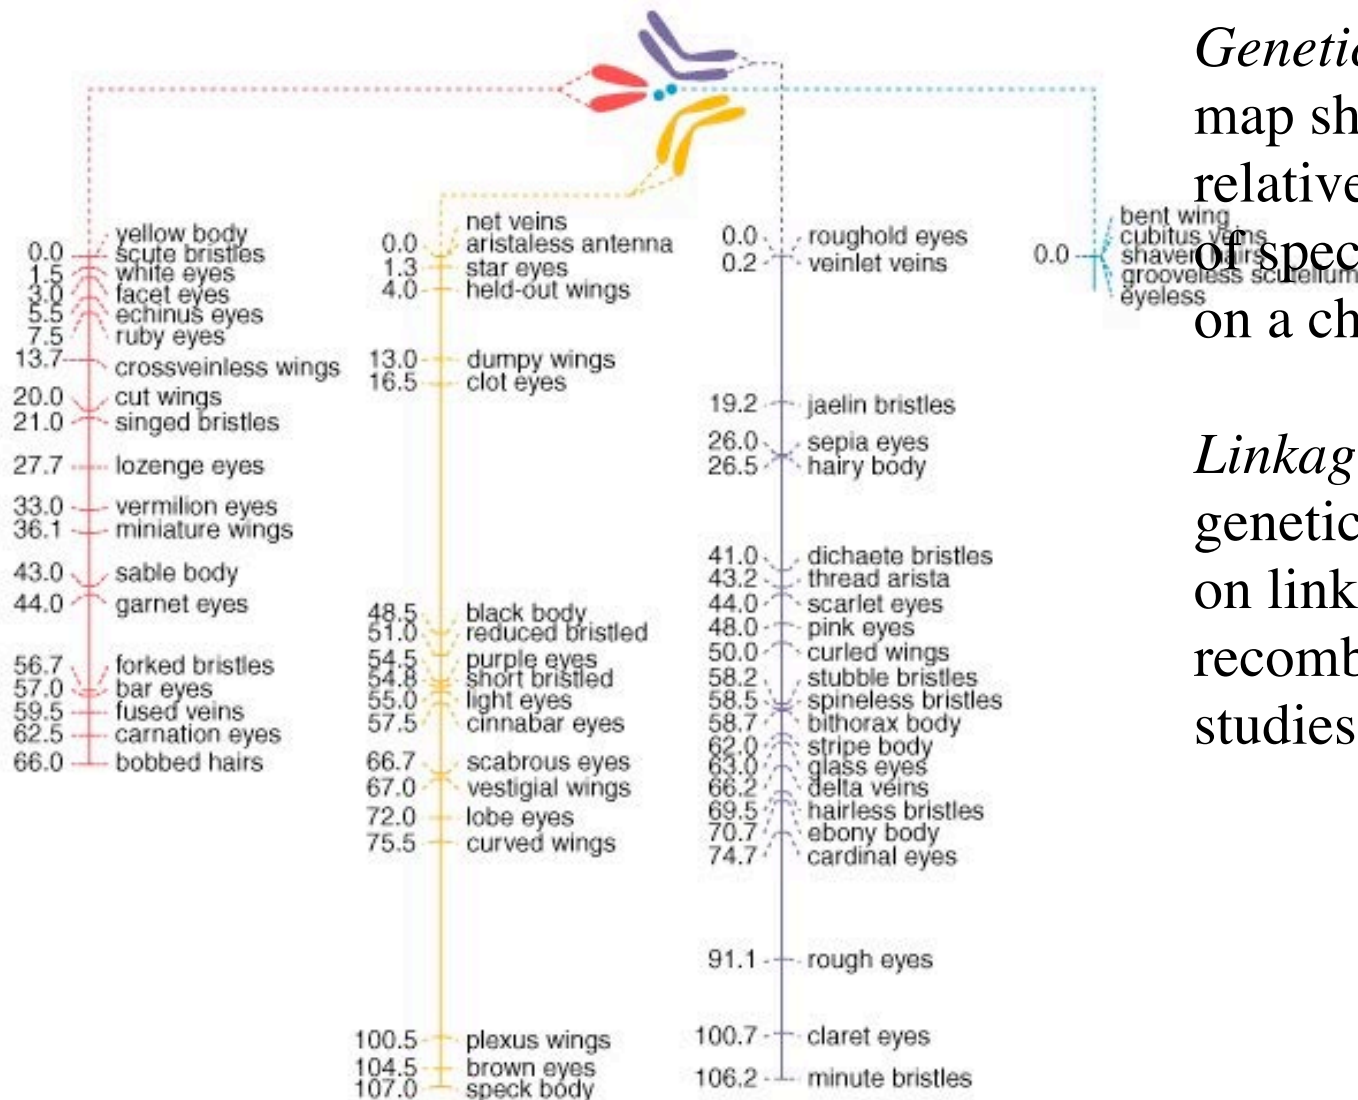 yellow body
0.0 scute bristles
1.5 white eyes
3.0 facet eyes
5.5 echinus eyes
7.5 ruby eyes
13.7 crossveinless wings
20.0 cut wings
21.0 singed bristles
27.7 lozenge eyes
33.0 vermilion eyes
36.1 miniature wings
43.0 sable body
44.0 garnet eyes
56.7 forked bristles
57.0 bar eyes
59.5 fused veins
62.5 carnation eyes
66.0 bobbed hairs
net veins
0.0 aristaless antenna
1.3 star eyes
4.0 held-out wings
13.0 dumpy wings
16.5 clot eyes
48.5 black body
51.0 reduced bristled
54.5 purple eyes
54.8 short bristled
55.0 light eyes
57.5 cinnabar eyes
66.7 scabrous eyes
67.0 vestigial wings
72.0 lobe eyes
75.5 curved wings
100.5 plexus wings
104.5 brown eyes
107.0 speck body
0.0 roughold eyes
0.2 veinlet veins
19.2 jaelin bristles
26.0 sepia eyes
26.5 hairy body
41.0 dichaete bristles
43.2 thread arista
44.0 scarlet eyes
48.0 pink eyes
50.0 curled wings
58.2 stubble bristles
58.5 spineless bristles
58.7 bithorax body
62.0 stripe body
63.0 glass eyes
66.2 delta veins
69.5 hairless bristles
70.7 ebony body
74.7 cardinal eyes
91.1 rough eyes
100.7 claret eyes
106.2 minute bristles
bent wing
cubitus veins
0.0 shaven hairs
grooveless scutellum
eyeless
Genetic
map sh
relative
of spec
on a ch
Linkag
genetic
on link
recomb
studies